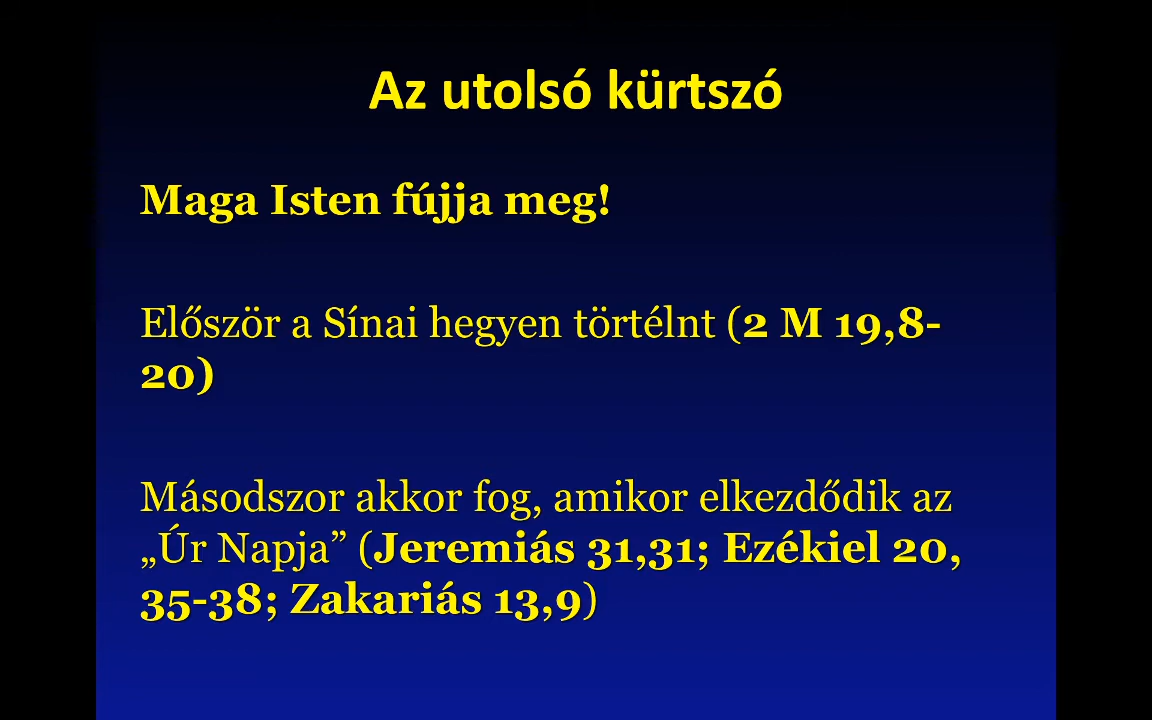 Az utolsó kürtszó
Maga Isten fújja meg!
Először a Sínai hegyen történt (2 M 19,8-
20)
Másodszor akkor fog, amikor elkezdődik az
„Úr Napja” (Jeremiás 31,31; Ezékiel 20,
35-38; Zakariás 13,9)